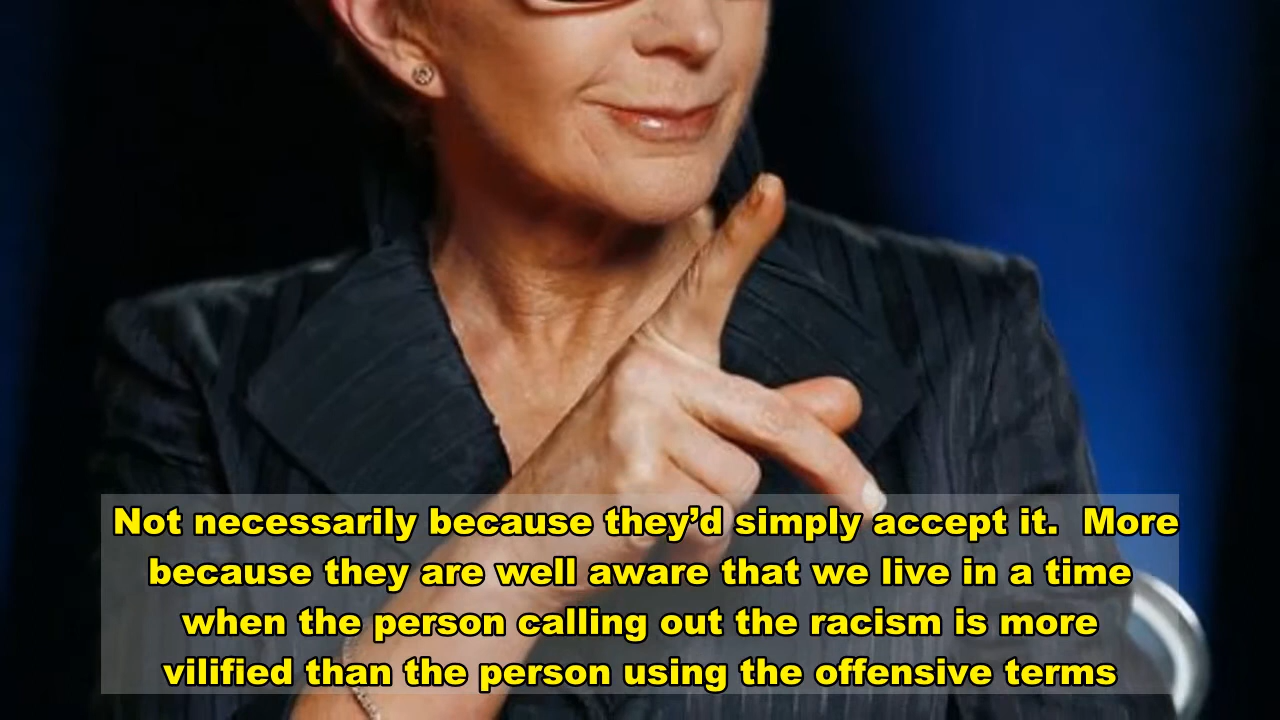 Not necessarily because they’d simply accept it.  More
because they are well aware that we live in a time
when the person calling out the racism is more
vilified than the person using the offensive terms